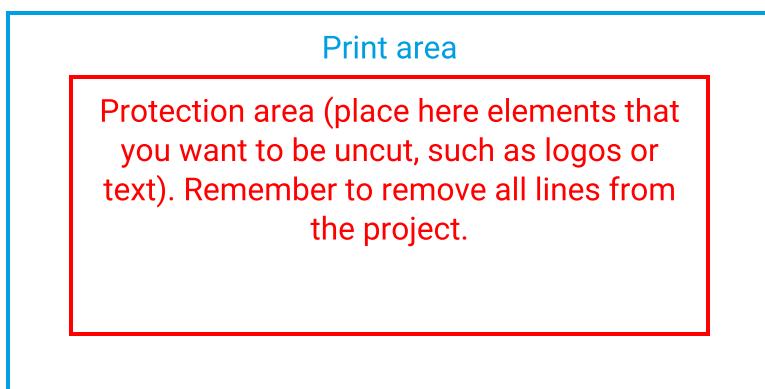 Print area
Protection area (place here elements that
you want to be uncut, such as logos or
text). Remember to remove all lines from
the project.